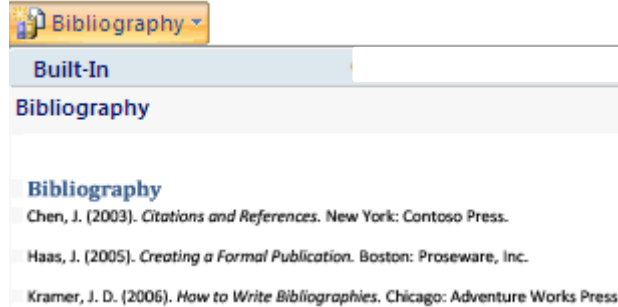 Bibliography
Built-In
Bibliography
Bibliography
Chen, J. (2003). Citations and References. New York: Contoso Press.
Haas, J. (2005). Creating a Formal Publication. Boston: Proseware, Inc.
Kramer, J. D. (2006). How to Write Bibliographies. Chicago: Adventure Works Press